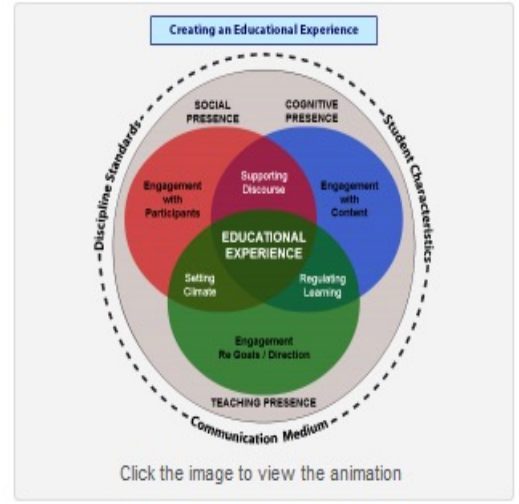 Creating an Educational Experience
SOCIAL
PRESENCE
COGNITIVE
PRESENCE
Discipline Standards
Student Characteristics
Engagement
with
Participants
Supporting
Discourse
Engagement
with
Content
EDUCATIONAL
EXPERIENCE
Setting
Climate
Regulating
Learning
Engagement
Re Goals / Direction
TEACHING PRESENCE
Communication Medium
Click the image to view the animation